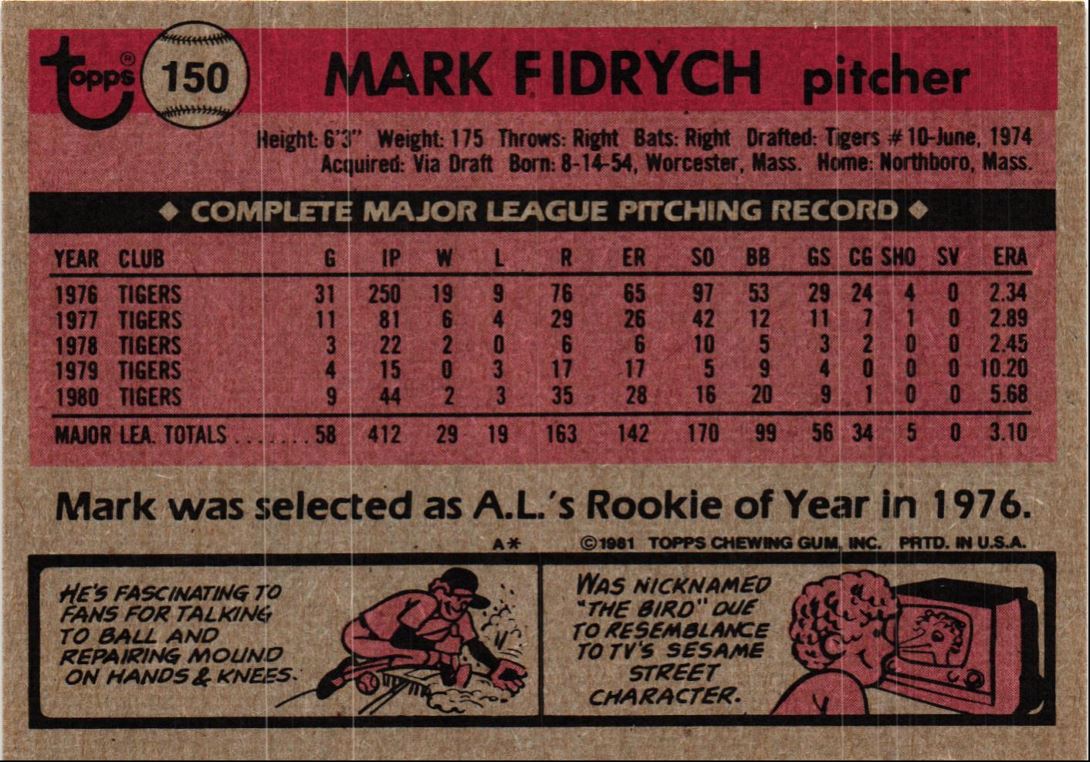 Topps® 150 MARK FIDRYCH pitcher
Height: 6'3" Weight: 175 Throws: Right Bats: Right Drafted: Tigers #10-June, 1974
Acquired: Via Draft Born: 8-14-54, Worcester, Mass. Home: Northboro, Mass.
◆ COMPLETE MAJOR LEAGUE PITCHING RECORD ◆
YEAR CLUB G IP W L R ER SO BB GS CG SHO SV ERA
1976 TIGERS 31 250 19 9 76 65 97 53 29 24 4 0 2.34
1977 TIGERS 11 81 6 4 29 26 42 12 11 7 1 0 2.89
1978 TIGERS 3 22 2 0 6 6 10 5 3 2 0 0 2.45
1979 TIGERS 4 15 0 3 17 17 5 9 4 0 0 0 10.20
1980 TIGERS 9 44 2 3 35 28 16 20 9 1 0 0 5.68
MAJOR LEA. TOTALS ....... 58 412 29 19 163 142 170 99 56 34 5 0 3.10
Mark was selected as A.L.'s Rookie of Year in 1976.
A* ©1981 TOPPS CHEWING GUM, INC. PRTD. IN U.S.A.
HE'S FASCINATING TO
FANS FOR TALKING
TO BALL AND
REPAIRING MOUND
ON HANDS & KNEES.
WAS NICKNAMED
"THE BIRD" DUE
TO RESEMBLANCE
TO TV'S SESAME
STREET
CHARACTER.